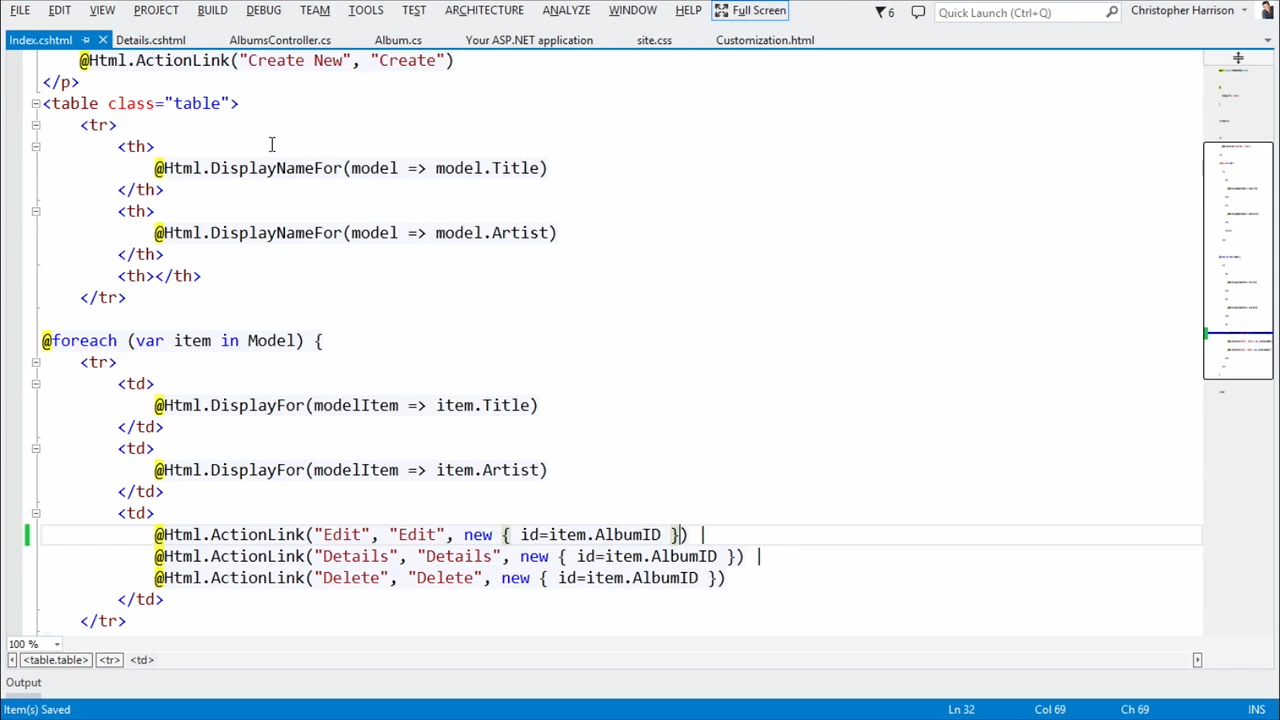 FILE EDIT VIEW PROJECT BUILD DEBUG TEAM TOOLS TEST ARCHITECTURE ANALYZE WINDOW HELP Full Screen 6 Quick Launch (Ctrl+Q) Christopher Harrison
Index.cshtml Details.cshtml AlbumsController.cs Album.cs Your ASP.NET application site.css Customization.html
@Html.ActionLink("Create New", "Create")
</p>
<table class="table">
<tr>
<th>
@Html.DisplayNameFor(model => model.Title)
</th>
<th>
@Html.DisplayNameFor(model => model.Artist)
</th>
<th></th>
</tr>
@foreach (var item in Model) {
<tr>
<td>
@Html.DisplayFor(modelItem => item.Title)
</td>
<td>
@Html.DisplayFor(modelItem => item.Artist)
</td>
<td>
@Html.ActionLink("Edit", "Edit", new { id=item.AlbumID }) |
@Html.ActionLink("Details", "Details", new { id=item.AlbumID }) |
@Html.ActionLink("Delete", "Delete", new { id=item.AlbumID })
</td>
</tr>
100 %
<table.table> <tr> <td>
Output
Item(s) Saved Ln 32 Col 69 Ch 69 INS